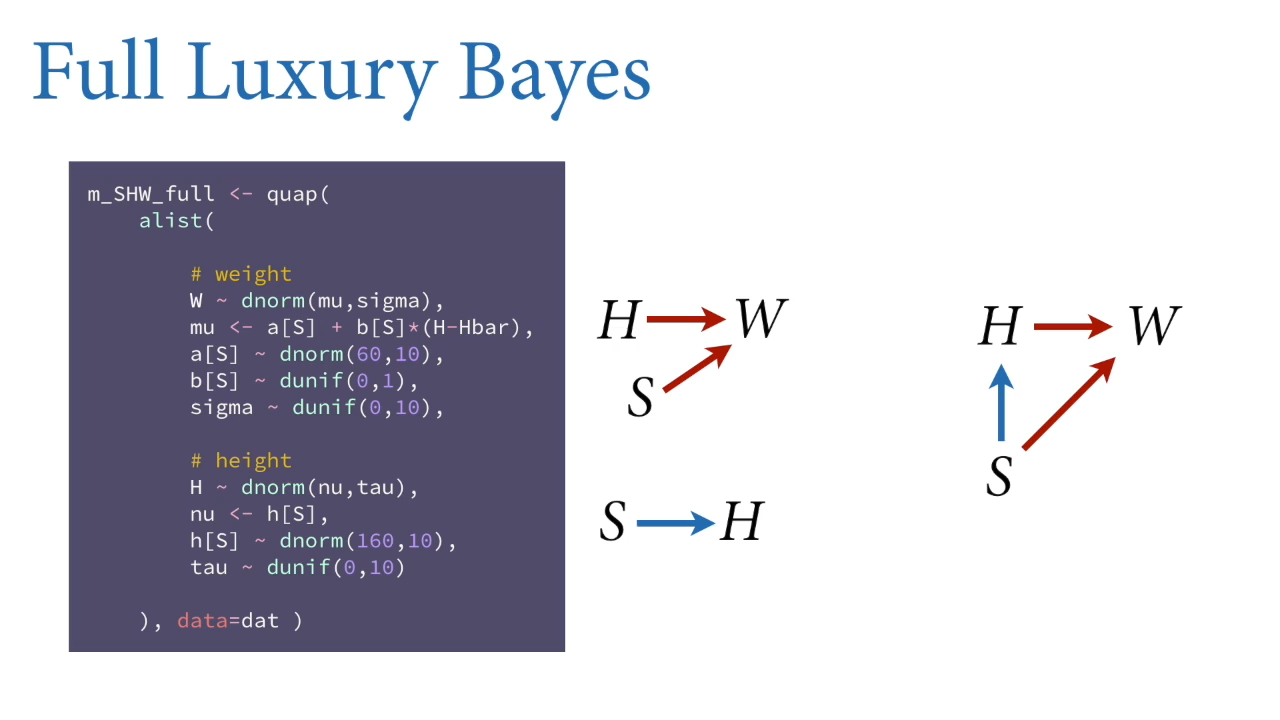 Full Luxury Bayes
m_SHW_full <- quap(
    alist(
        # weight
        W ~ dnorm(mu,sigma),
        mu <- a[S] + b[S]*(H-Hbar),
        a[S] ~ dnorm(60,10),
        b[S] ~ dunif(0,1),
        sigma ~ dunif(0,10),
        # height
        H ~ dnorm(nu,tau),
        nu <- h[S],
        h[S] ~ dnorm(160,10),
        tau ~ dunif(0,10)
    ), data=dat )
H W
S
S H
H W
S